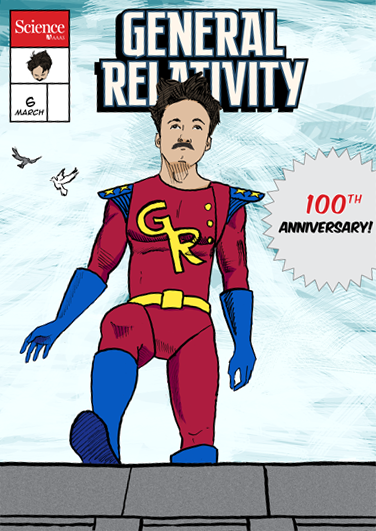 Science
AAAS
6
MARCH
GENERAL
RELATIVITY
100TH
ANNIVERSARY!
GR